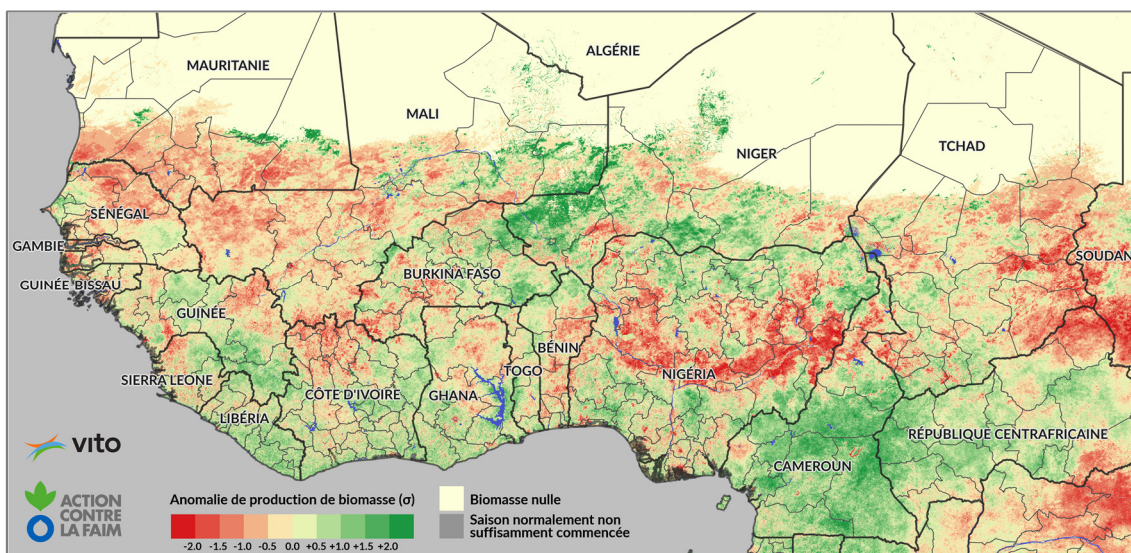 ALGÉRIE
MAURITANIE
MALI
NIGER
TCHAD
SÉNÉGAL
GAMBIE
SOUDAN
BURKINA FASO
GUINÉE BISSAU
GUINÉE
BÉNIN
NIGÉRIA
TOGO
SIERRA LEONE
CÔTE D'IVOIRE
GHANA
LIBÉRIA
RÉPUBLIQUE CENTRAFRICAINE
CAMEROUN
vito
ACTION
CONTRE
LA FAIM
Anomalie de production de biomasse (σ)
-2.0 -1.5 -1.0 -0.5 0.0 +0.5 +1.0 +1.5 +2.0
Biomasse nulle
Saison normalement non
suffisamment commencée